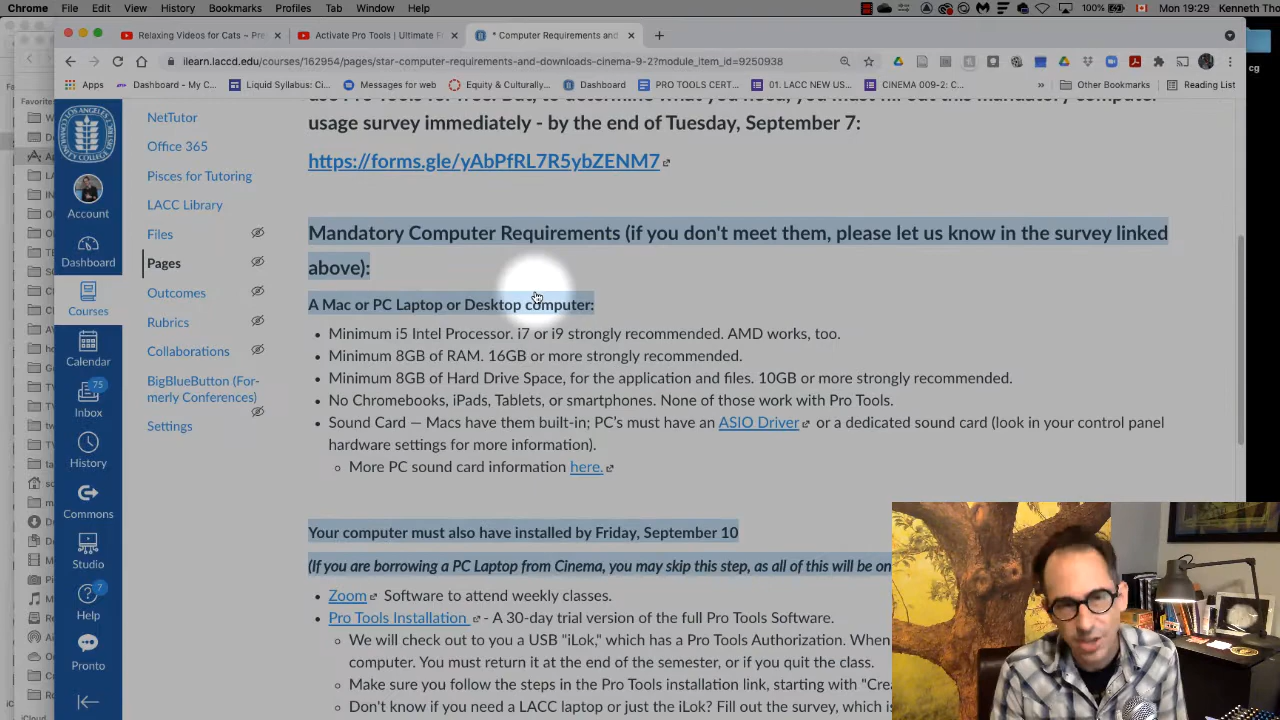 Chrome File Edit View History Bookmarks Profiles Tab Window Help 100% Mon 19:29 Kenneth Tho
Relaxing Videos for Cats ~ Pre
Activate Pro Tools | Ultimate F
* Computer Requirements and
ilearn.laccd.edu/courses/162954/pages/star-computer-requirements-and-downloads-cinema-9-2?module_item_id=9250938
Apps Dashboard - My C... Liquid Syllabus: Ci... Messages for web Equity & Culturally... Dashboard PRO TOOLS CERT... 01. LACC NEW US... CINEMA 009-2: C... » Other Bookmarks Reading List
cg
Favorites
NetTutor
Office 365
Pisces for Tutoring
LACC Library
Files
Pages
Outcomes
Rubrics
Collaborations
BigBlueButton (For-
merly Conferences)
Settings
Account
Dashboard
Courses
Calendar
75
Inbox
History
Commons
Studio
7
Help
Pronto
usage survey immediately - by the end of Tuesday, September 7:
https://forms.gle/yAbPfRL7R5ybZENM7
Mandatory Computer Requirements (if you don't meet them, please let us know in the survey linked
above):
A Mac or PC Laptop or Desktop computer:
• Minimum i5 Intel Processor. i7 or i9 strongly recommended. AMD works, too.
• Minimum 8GB of RAM. 16GB or more strongly recommended.
• Minimum 8GB of Hard Drive Space, for the application and files. 10GB or more strongly recommended.
• No Chromebooks, iPads, Tablets, or smartphones. None of those work with Pro Tools.
• Sound Card — Macs have them built-in; PC's must have an ASIO Driver or a dedicated sound card (look in your control panel
hardware settings for more information).
More PC sound card information here.
Your computer must also have installed by Friday, September 10
(If you are borrowing a PC Laptop from Cinema, you may skip this step, as all of this will be on
• Zoom Software to attend weekly classes.
• Pro Tools Installation - A 30-day trial version of the full Pro Tools Software.
We will check out to you a USB "iLok," which has a Pro Tools Authorization. When
computer. You must return it at the end of the semester, or if you quit the class.
Make sure you follow the steps in the Pro Tools installation link, starting with "Crea
Don't know if you need a LACC laptop or just the iLok? Fill out the survey, which is